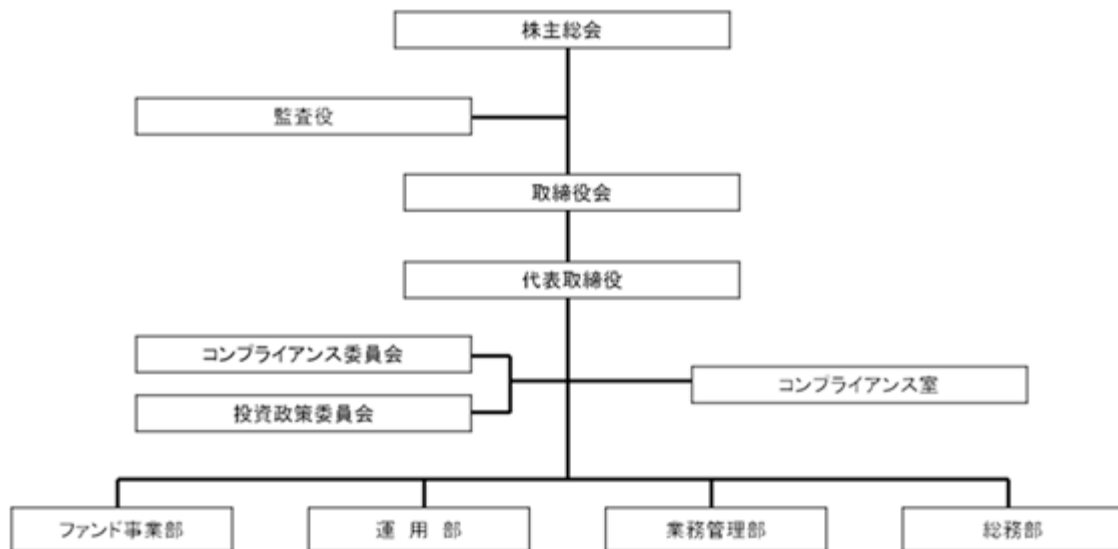 株主総会
監査役
取締役会
代表取締役
コンプライアンス委員会
コンプライアンス室
投資政策委員会
ファンド事業部
運 用 部
業務管理部
総務部